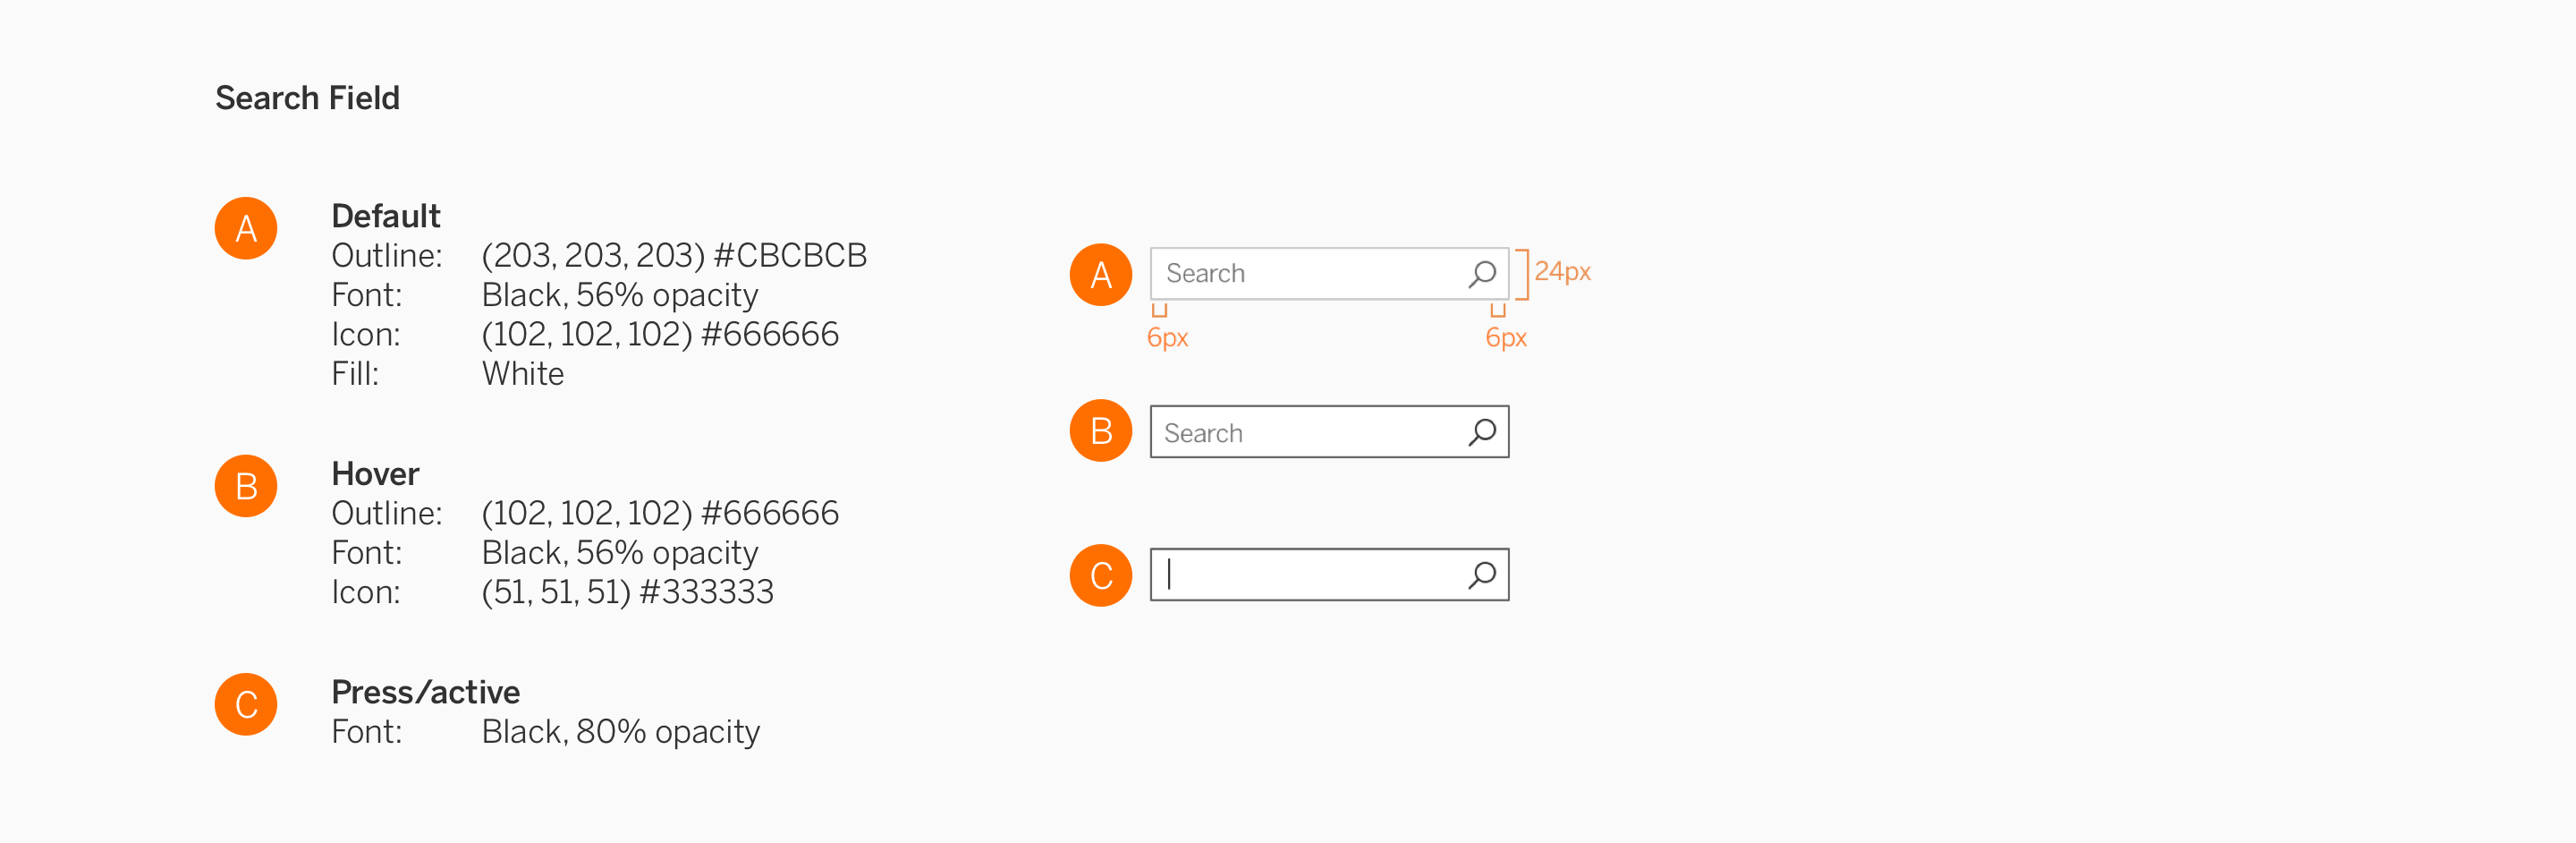 Search Field
A
Default
Outline: (203, 203, 203) #CBCBCB
Font: Black, 56% opacity
Icon: (102, 102, 102) #666666
Fill: White
B
Hover
Outline: (102, 102, 102) #666666
Font: Black, 56% opacity
Icon: (51, 51, 51) #333333
C
Press/active
Font: Black, 80% opacity
A
Search
24px
6px
6px
B
Search
C